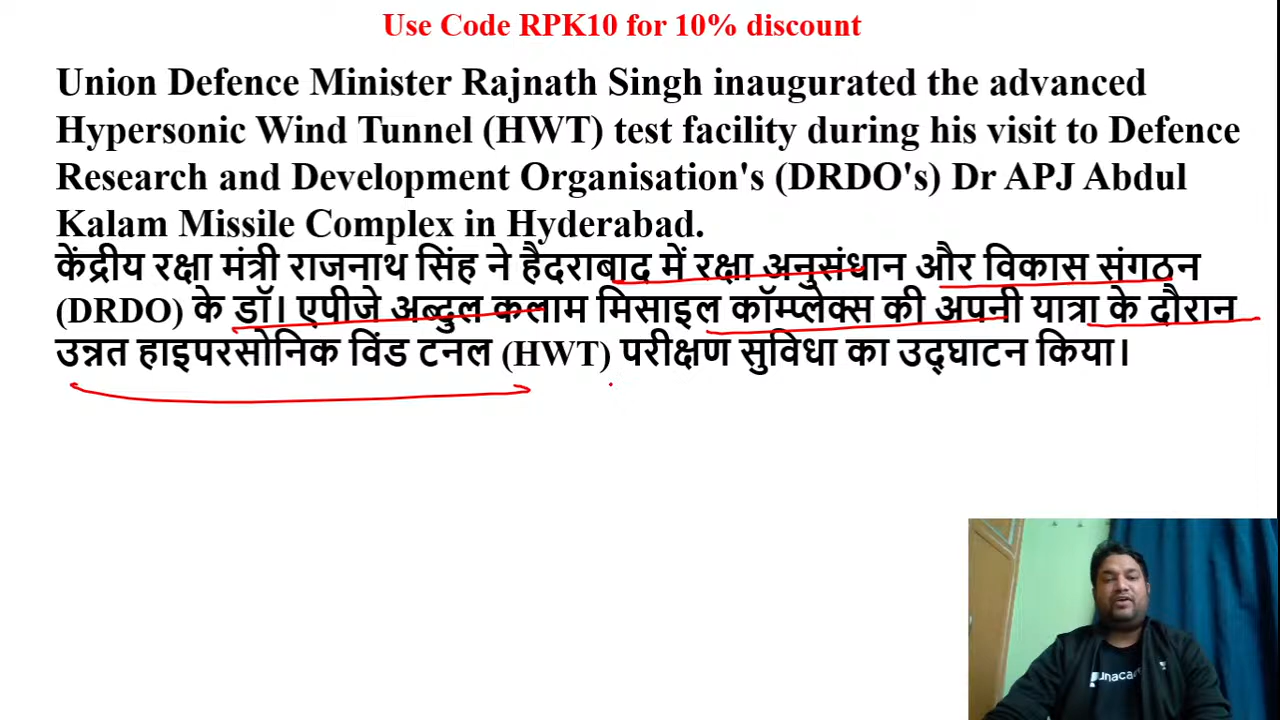 Use Code RPK10 for 10% discount
Union Defence Minister Rajnath Singh inaugurated the advanced
Hypersonic Wind Tunnel (HWT) test facility during his visit to Defence
Research and Development Organisation's (DRDO's) Dr APJ Abdul
Kalam Missile Complex in Hyderabad.
केंद्रीय रक्षा मंत्री राजनाथ सिंह ने हैदराबाद में रक्षा अनुसंधान और विकास संगठन
(DRDO) के डॉ। एपीजे अब्दुल कलाम मिसाइल कॉम्प्लेक्स की अपनी यात्रा के दौरान
उन्नत हाइपरसोनिक विंड टनल (HWT) परीक्षण सुविधा का उद्घाटन किया।